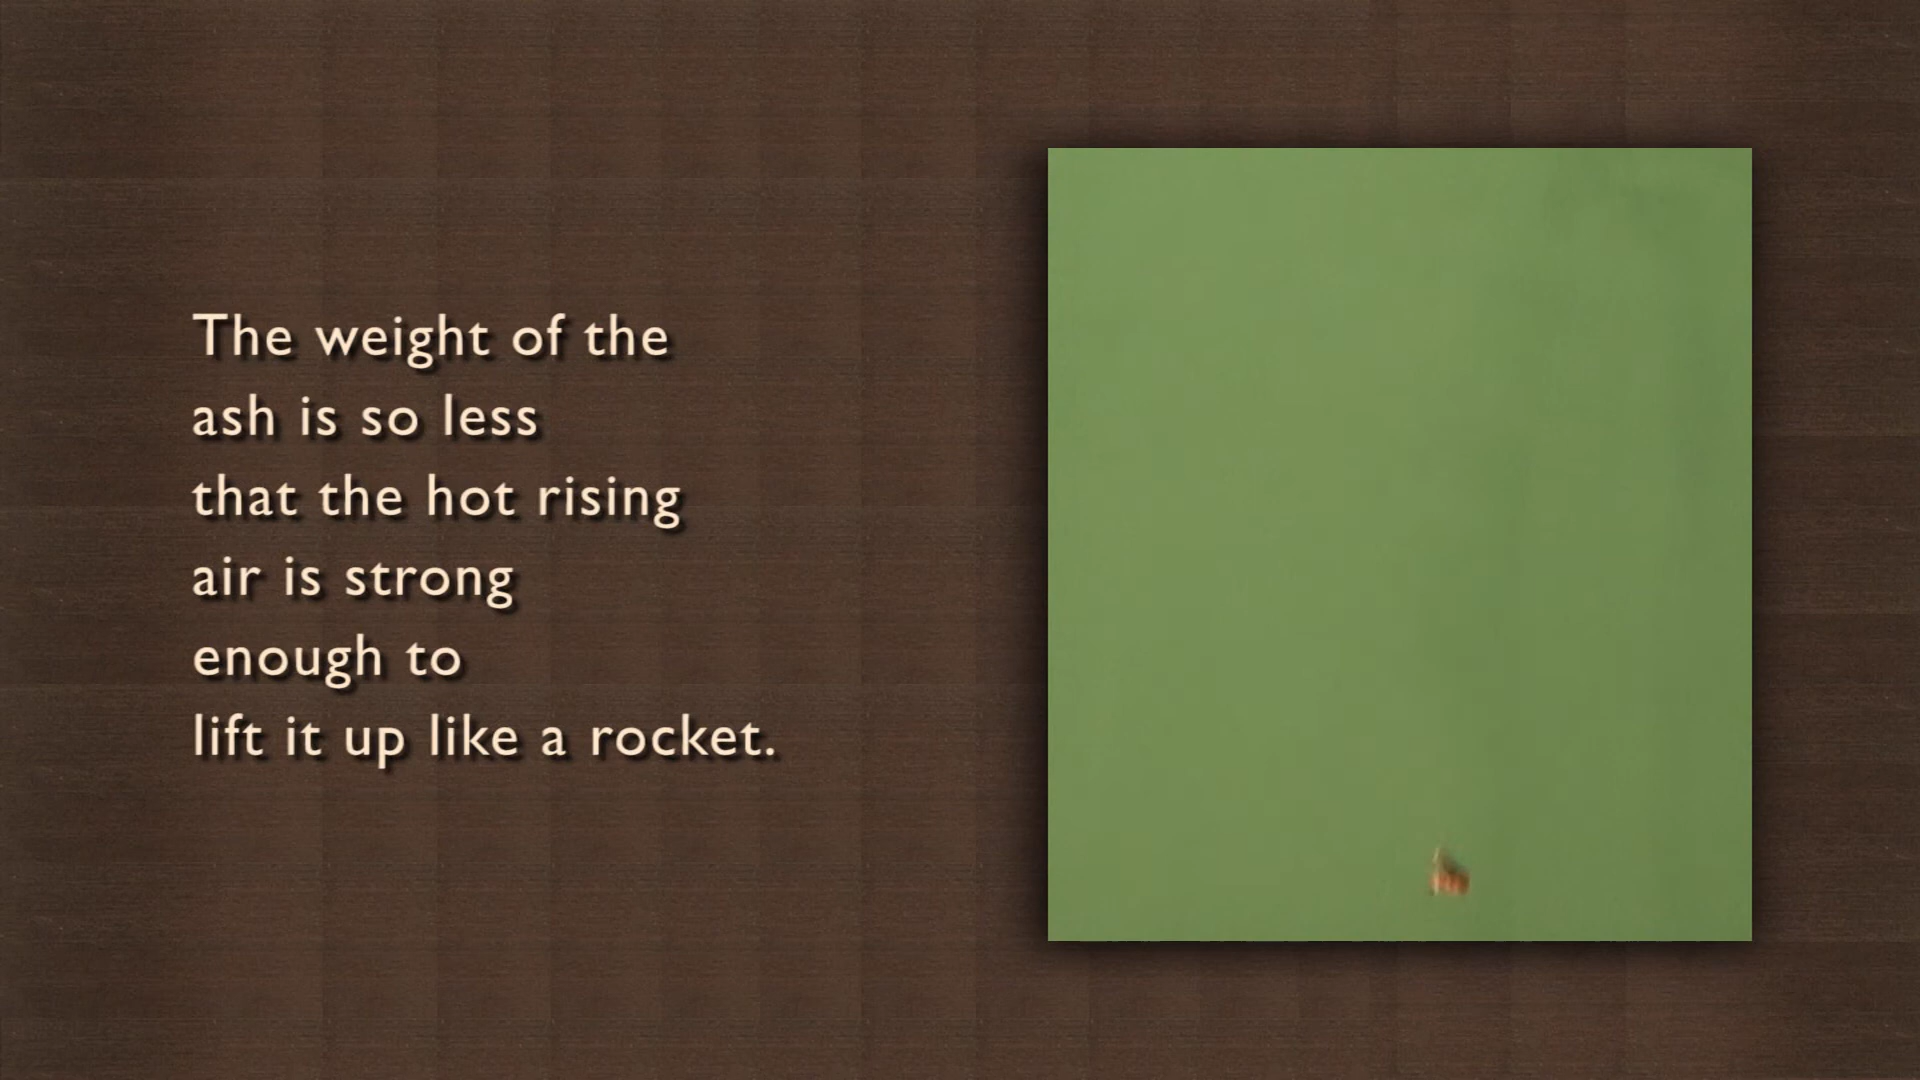 The weight of the
ash is so less
that the hot rising
air is strong
enough to
lift it up like a rocket.